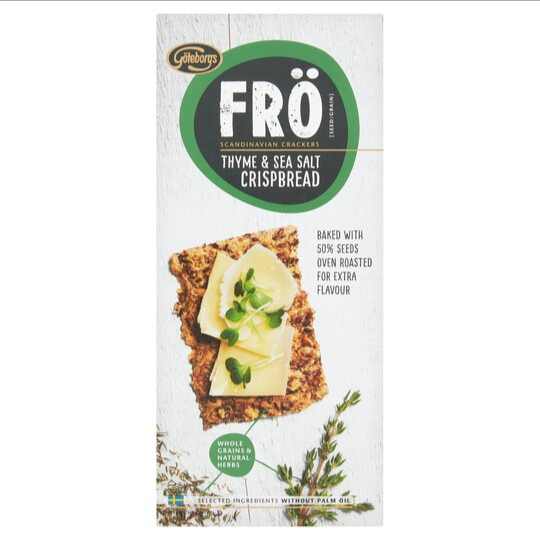 Göteborgs
FRÖ
[SEED/GRAIN]
SCANDINAVIAN CRACKERS
THYME & SEA SALT
CRISPBREAD
BAKED WITH
50% SEEDS
OVEN ROASTED
FOR EXTRA
FLAVOUR
WHOLE
GRAINS &
NATURAL
HERBS
SELECTED INGREDIENTS WITHOUT PALM OIL